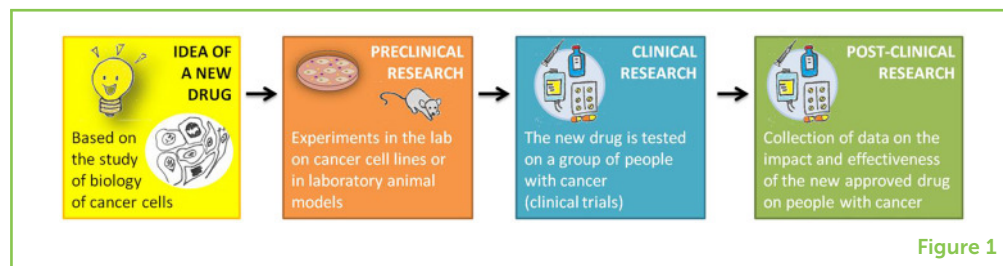 IDEA OF
A NEW
DRUG
Based on
the study
of biology
of cancer cells
PRECLINICAL
RESEARCH
Experiments in the lab
on cancer cell lines or
in laboratory animal
models
CLINICAL
RESEARCH
The new drug is tested
on a group of people
with cancer
(clinical trials)
POST-CLINICAL
RESEARCH
Collection of data on the
impact and effectiveness
of the new approved drug
on people with cancer
Figure 1